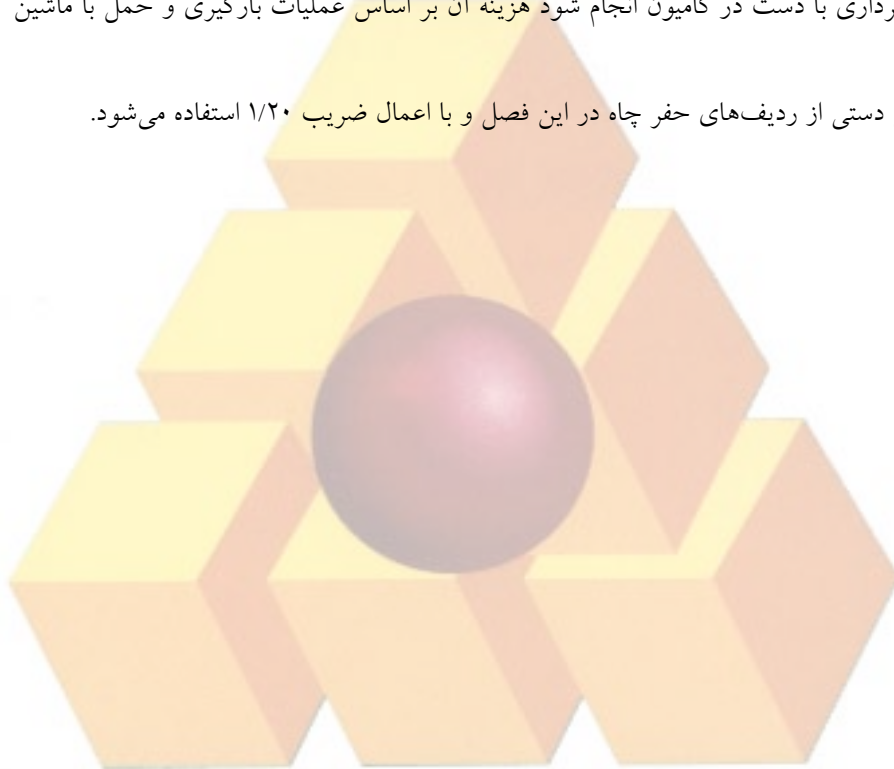 رداری با دست در کامیون انجام شود هزینه آن بر اساس عملیات بارگیری و حمل با ماشین
دستی از ردیف‌های حفر چاه در این فصل و با اعمال ضریب ۱/۲۰ استفاده می‌شود.